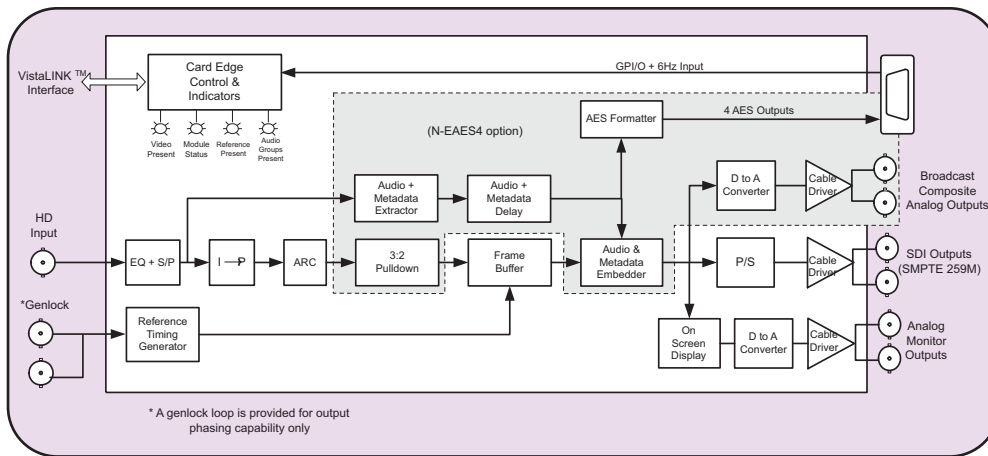 VistaLINK ™
Interface
Card Edge
Control &
Indicators
Video
Present
Module
Status
Reference
Present
Audio
Groups
Present
GPI/O + 6Hz Input
(N-EAES4 option)
AES Formatter
4 AES Outputs
Audio +
Metadata
Extractor
Audio +
Metadata
Delay
D to A
Converter
Cable
Driver
Broadcast
Composite
Analog Outputs
HD
Input
EQ + S/P
I → P
ARC
3:2
Pulldown
Frame
Buffer
Audio &
Metadata
Embedder
P/S
Cable
Driver
SDI Outputs
(SMPTE 259M)
*Genlock
Reference
Timing
Generator
On
Screen
Display
D to A
Converter
Cable
Driver
Analog
Monitor
Outputs
* A genlock loop is provided for output
phasing capability only